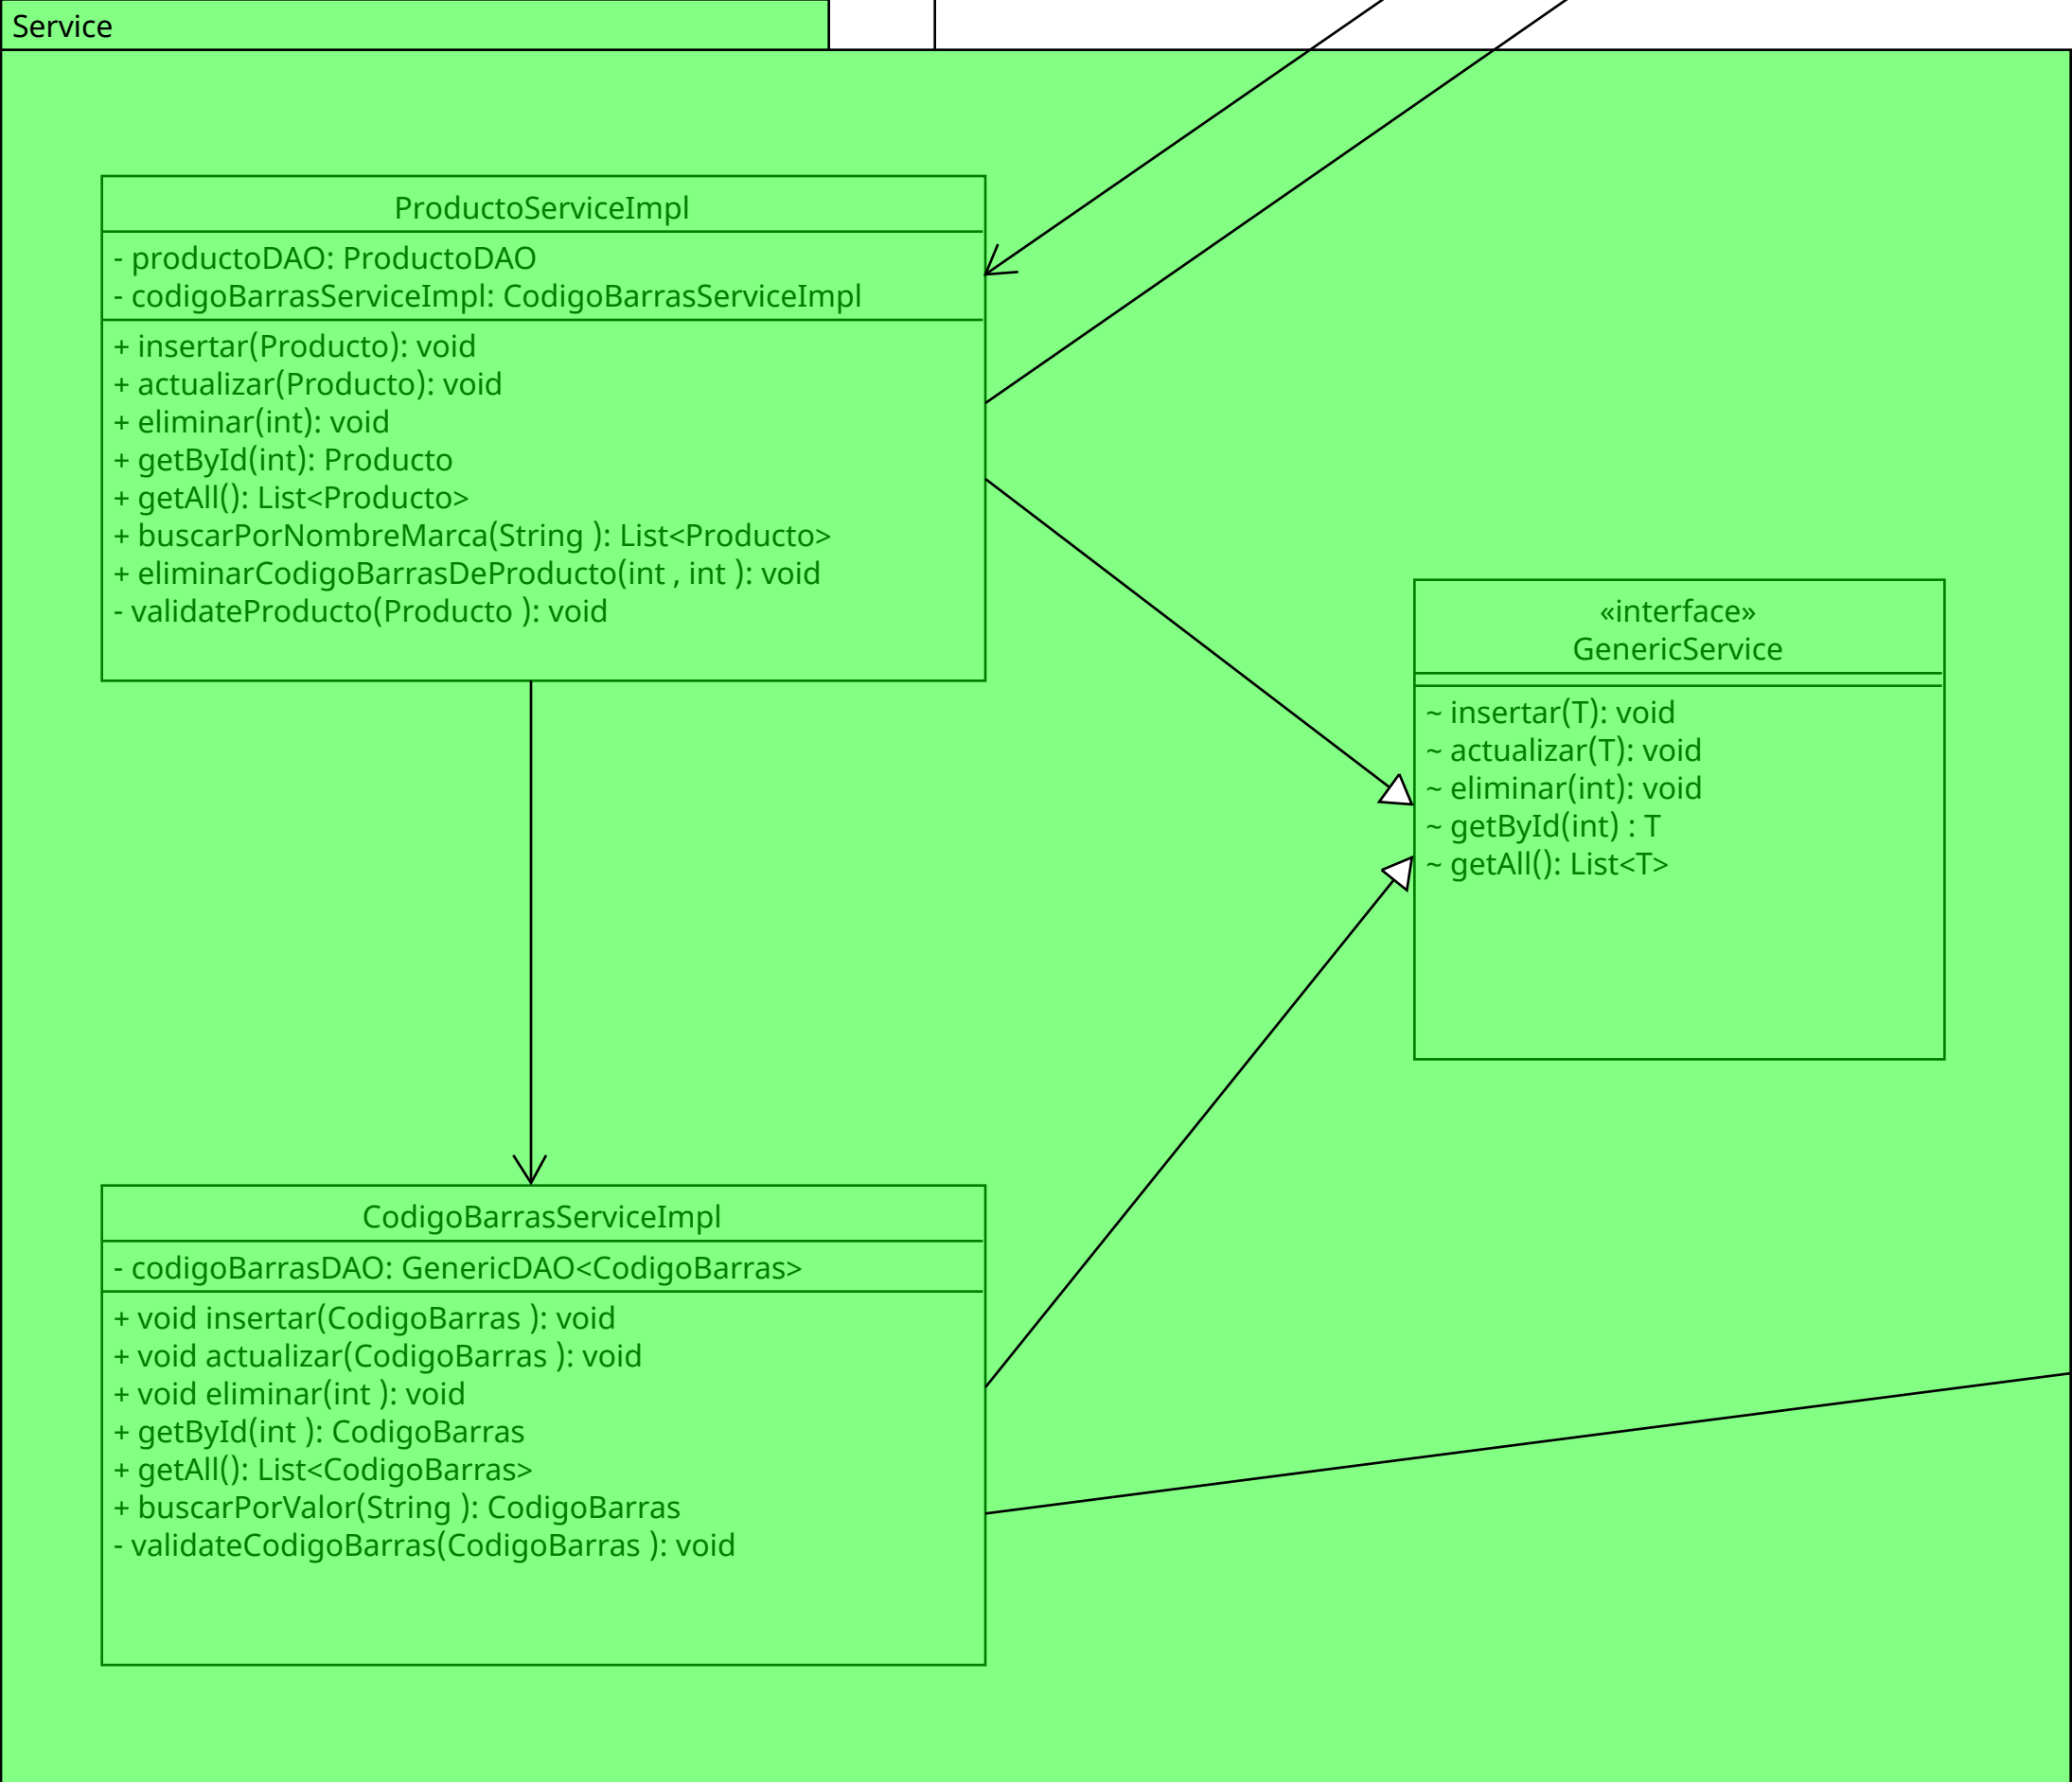 Service
ProductoServiceImpl
- productoDAO: ProductoDAO
- codigoBarrasServiceImpl: CodigoBarrasServiceImpl
+ insertar(Producto): void
+ actualizar(Producto): void
+ eliminar(int): void
+ getById(int): Producto
+ getAll(): List<Producto>
+ buscarPorNombreMarca(String ): List<Producto>
+ eliminarCodigoBarrasDeProducto(int , int ): void
- validateProducto(Producto ): void
«interface»
GenericService
~ insertar(T): void
~ actualizar(T): void
~ eliminar(int): void
~ getById(int) : T
~ getAll(): List<T>
CodigoBarrasServiceImpl
- codigoBarrasDAO: GenericDAO<CodigoBarras>
+ void insertar(CodigoBarras ): void
+ void actualizar(CodigoBarras ): void
+ void eliminar(int ): void
+ getById(int ): CodigoBarras
+ getAll(): List<CodigoBarras>
+ buscarPorValor(String ): CodigoBarras
- validateCodigoBarras(CodigoBarras ): void